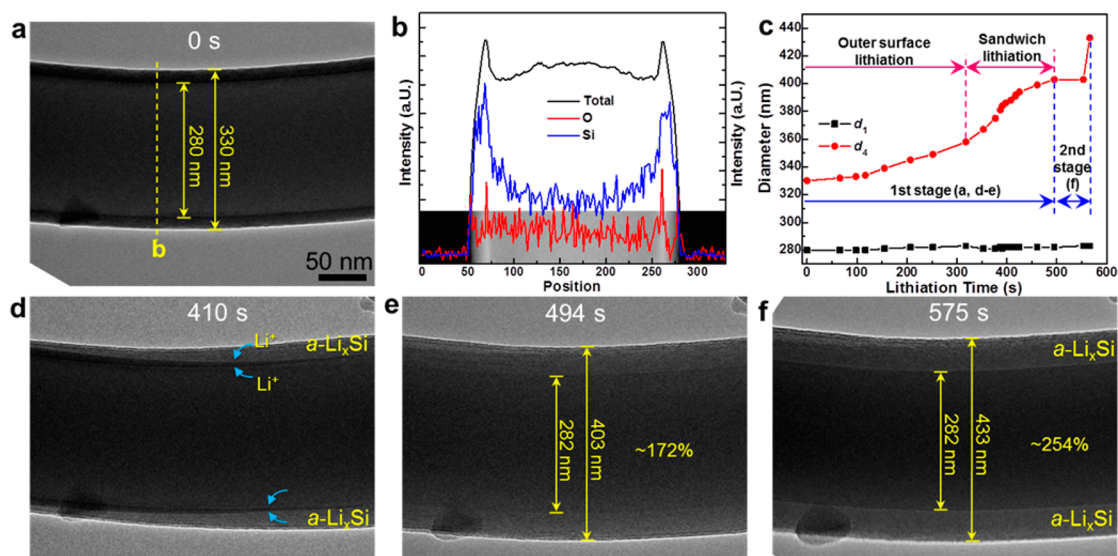 a
0 s
280 nm
330 nm
b
50 nm
b
Intensity (a.U.)
Total
O
Si
Intensity (a.U.)
0 50 100 150 200 250 300
Position
c
Diameter (nm)
440
420
400
380
360
340
320
300
280
Outer surface
lithiation
Sandwich
lithiation
d1
d4
2nd
stage
(f)
1st stage (a, d-e)
0 100 200 300 400 500 600
Lithiation Time (s)
d
410 s
Li+
a-LixSi
Li+
a-LixSi
e
494 s
282 nm
403 nm
~172%
f
575 s
a-LixSi
282 nm
433 nm
~254%
a-LixSi